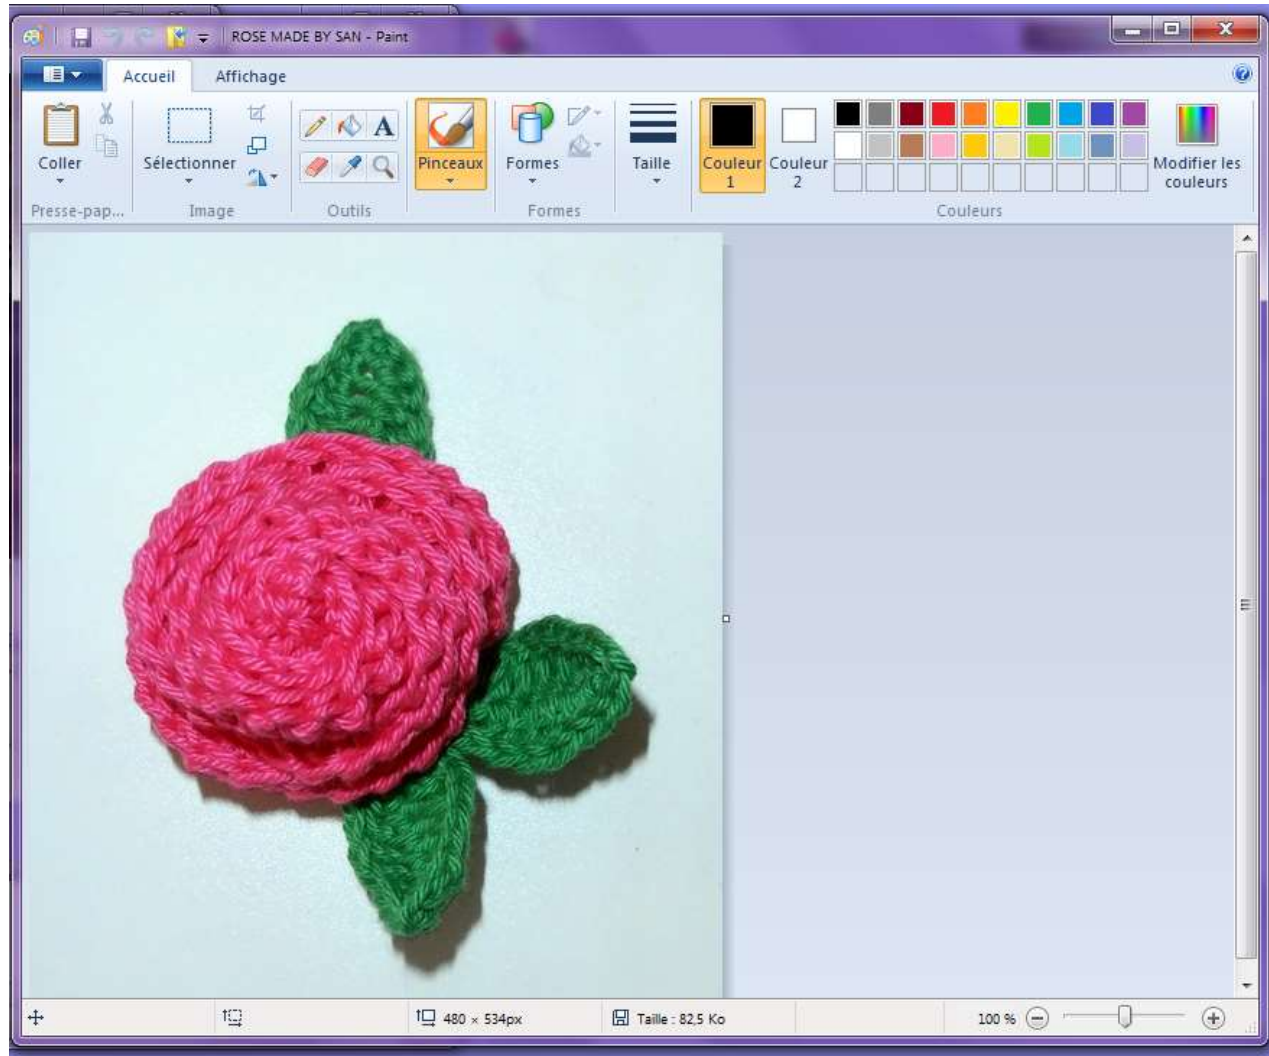 ROSE MADE BY SAN - Paint
Accueil Affichage
Coller Sélectionner Pinceaux Formes Taille Couleur 1 Couleur 2 Modifier les couleurs
Presse-pap... Image Outils Formes Couleurs
480 × 534px Taille : 82,5 Ko 100 %